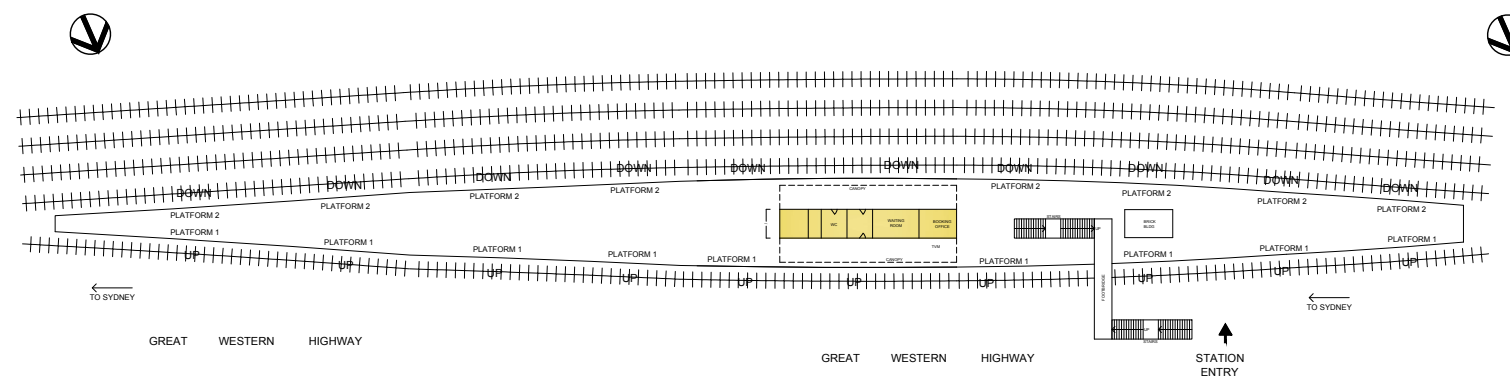 DOWN
DOWN
DOWN
DOWN
DOWN
DOWN
DOWN
DOWN
DOWN
DOWN
PLATFORM 2
PLATFORM 2
PLATFORM 2
PLATFORM 2
PLATFORM 2
PLATFORM 2
PLATFORM 2
PLATFORM 2
CANOPY
WC
WAITING
ROOM
BOOKING
OFFICE
TVM
CANOPY
STAIRS
UP
BRICK
BLDG
PLATFORM 1
PLATFORM 1
PLATFORM 1
PLATFORM 1
PLATFORM 1
PLATFORM 1
PLATFORM 1
PLATFORM 1
PLATFORM 1
UP
UP
UP
UP
UP
UP
UP
UP
UP
UP
FOOTBRIDGE
UP
STAIRS
TO SYDNEY
TO SYDNEY
GREAT WESTERN HIGHWAY
GREAT WESTERN HIGHWAY
STATION
ENTRY